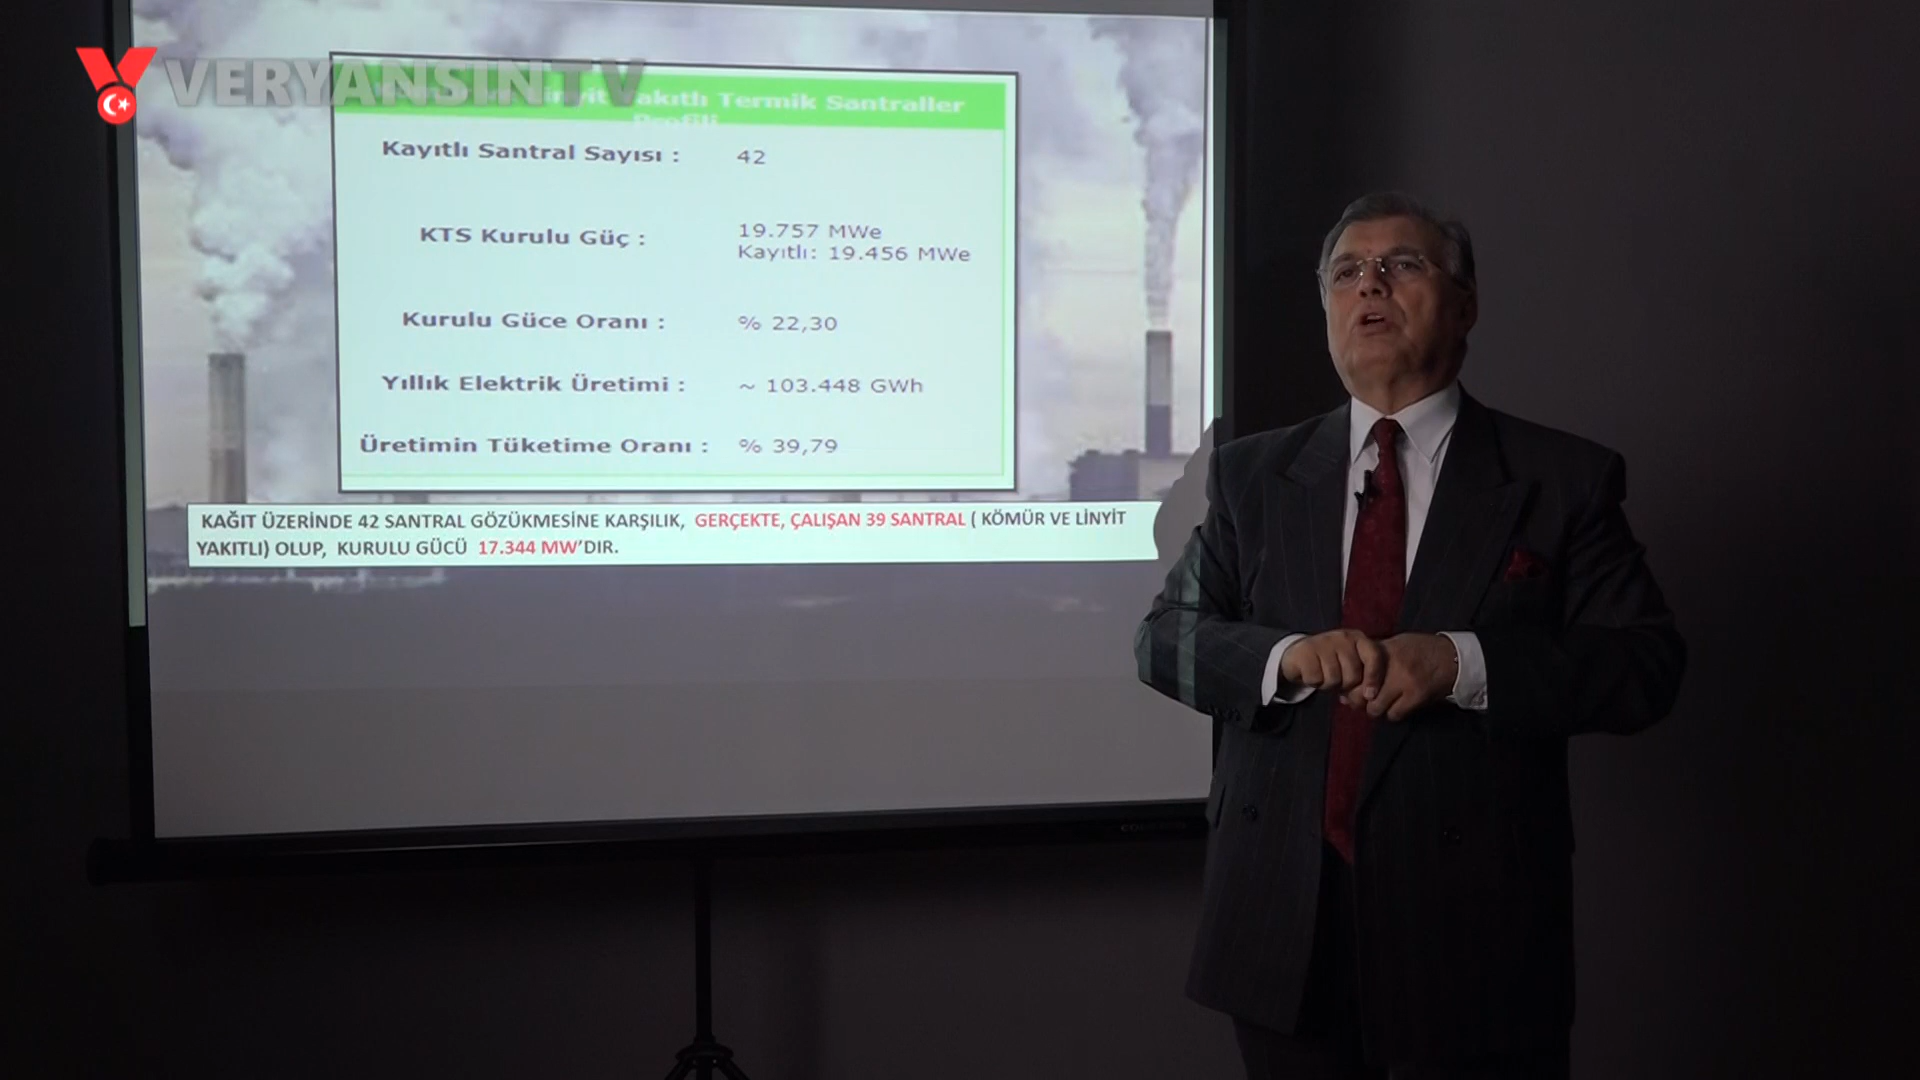 VERYANSINTV
Termik Santraller
Profili
Kayıtlı Santral Sayısı : 42
KTS Kurulu Güç : 19.757 MWe
Kayıtlı: 19.456 MWe
Kurulu Güce Oranı : % 22,30
Yıllık Elektrik Üretimi : ~ 103.448 GWh
Üretimin Tüketime Oranı : % 39,79
KAĞIT ÜZERİNDE 42 SANTRAL GÖZÜKMESİNE KARŞILIK, GERÇEKTE, ÇALIŞAN 39 SANTRAL ( KÖMÜR VE LİNYİT
YAKITLI) OLUP, KURULU GÜCÜ 17.344 MW'DIR.